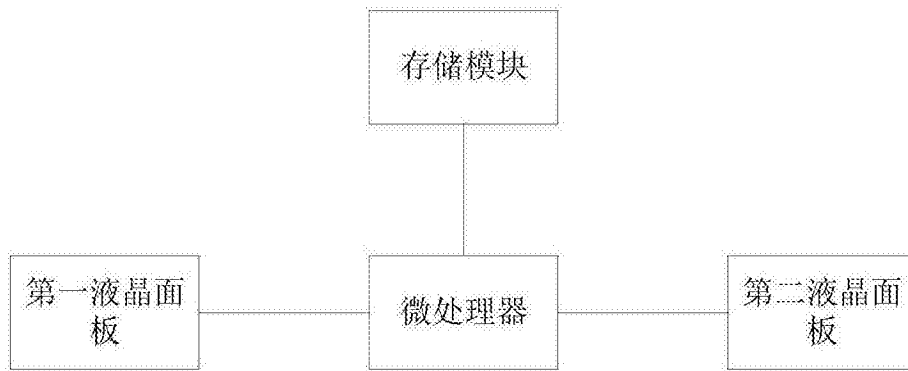 存储模块
第一液晶面
板
微处理器
第二液晶面
板